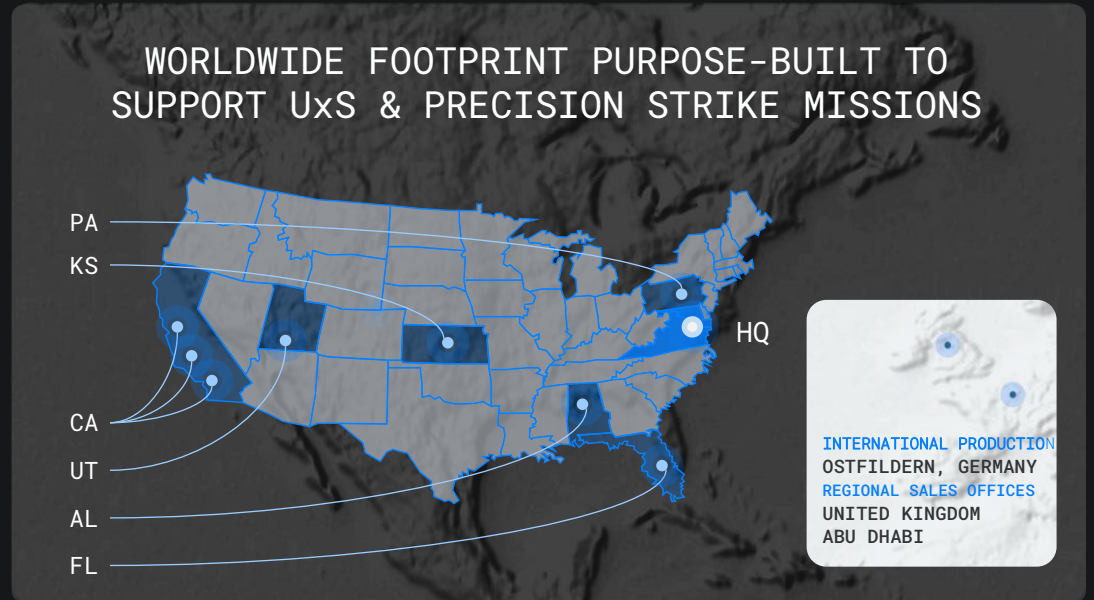 WORLDWIDE FOOTPRINT PURPOSE-BUILT TO
SUPPORT UxS & PRECISION STRIKE MISSIONS
PA
KS
HQ
CA
UT
AL
FL
INTERNATIONAL PRODUCTION
OSTFILDERN, GERMANY
REGIONAL SALES OFFICES
UNITED KINGDOM
ABU DHABI